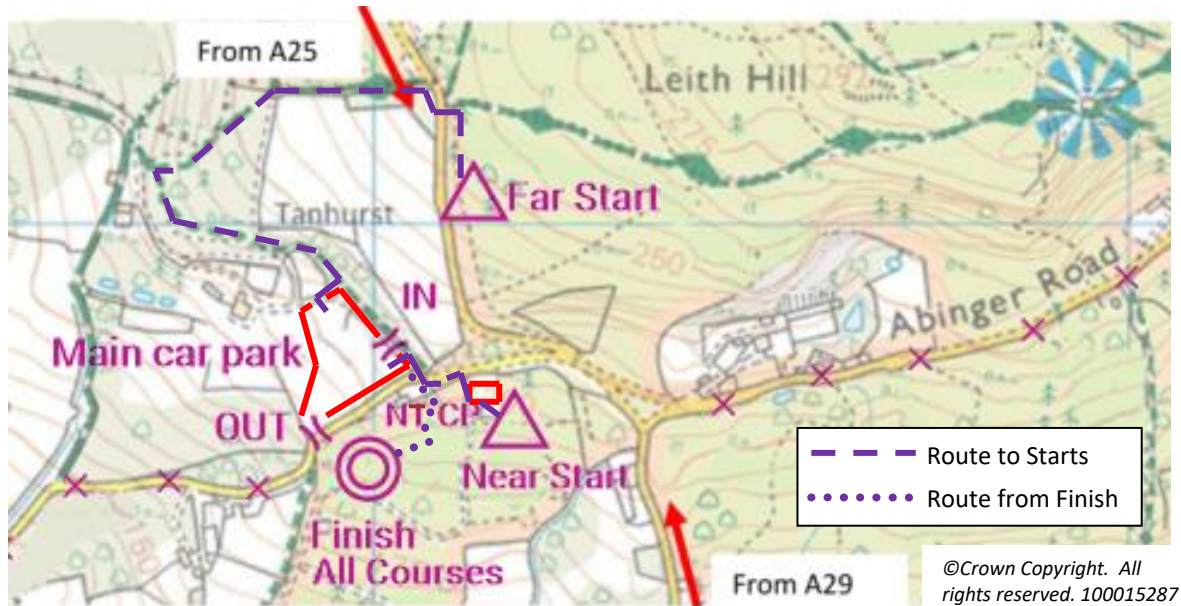 From A25
Leith Hill 292
Far Start
Tanhurst
250
IN
Abinger Road
Main car park
OUT
NT CP
Near Start
Route to Starts
Route from Finish
Finish
All Courses
From A29
©Crown Copyright. All
rights reserved. 100015287